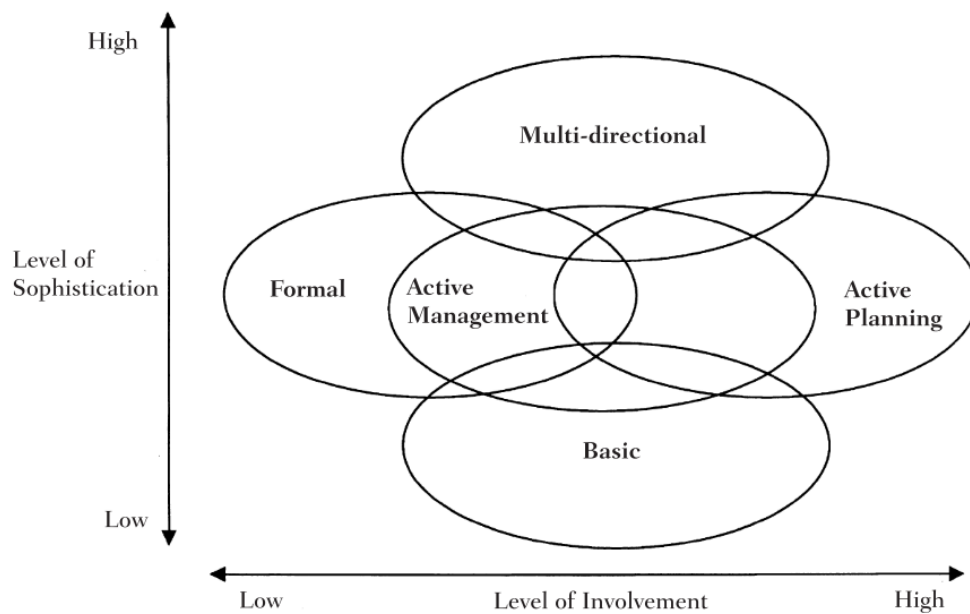 High
Multi-directional
Level of
Sophistication
Formal
Active
Management
Active
Planning
Basic
Low
Low
Level of Involvement
High